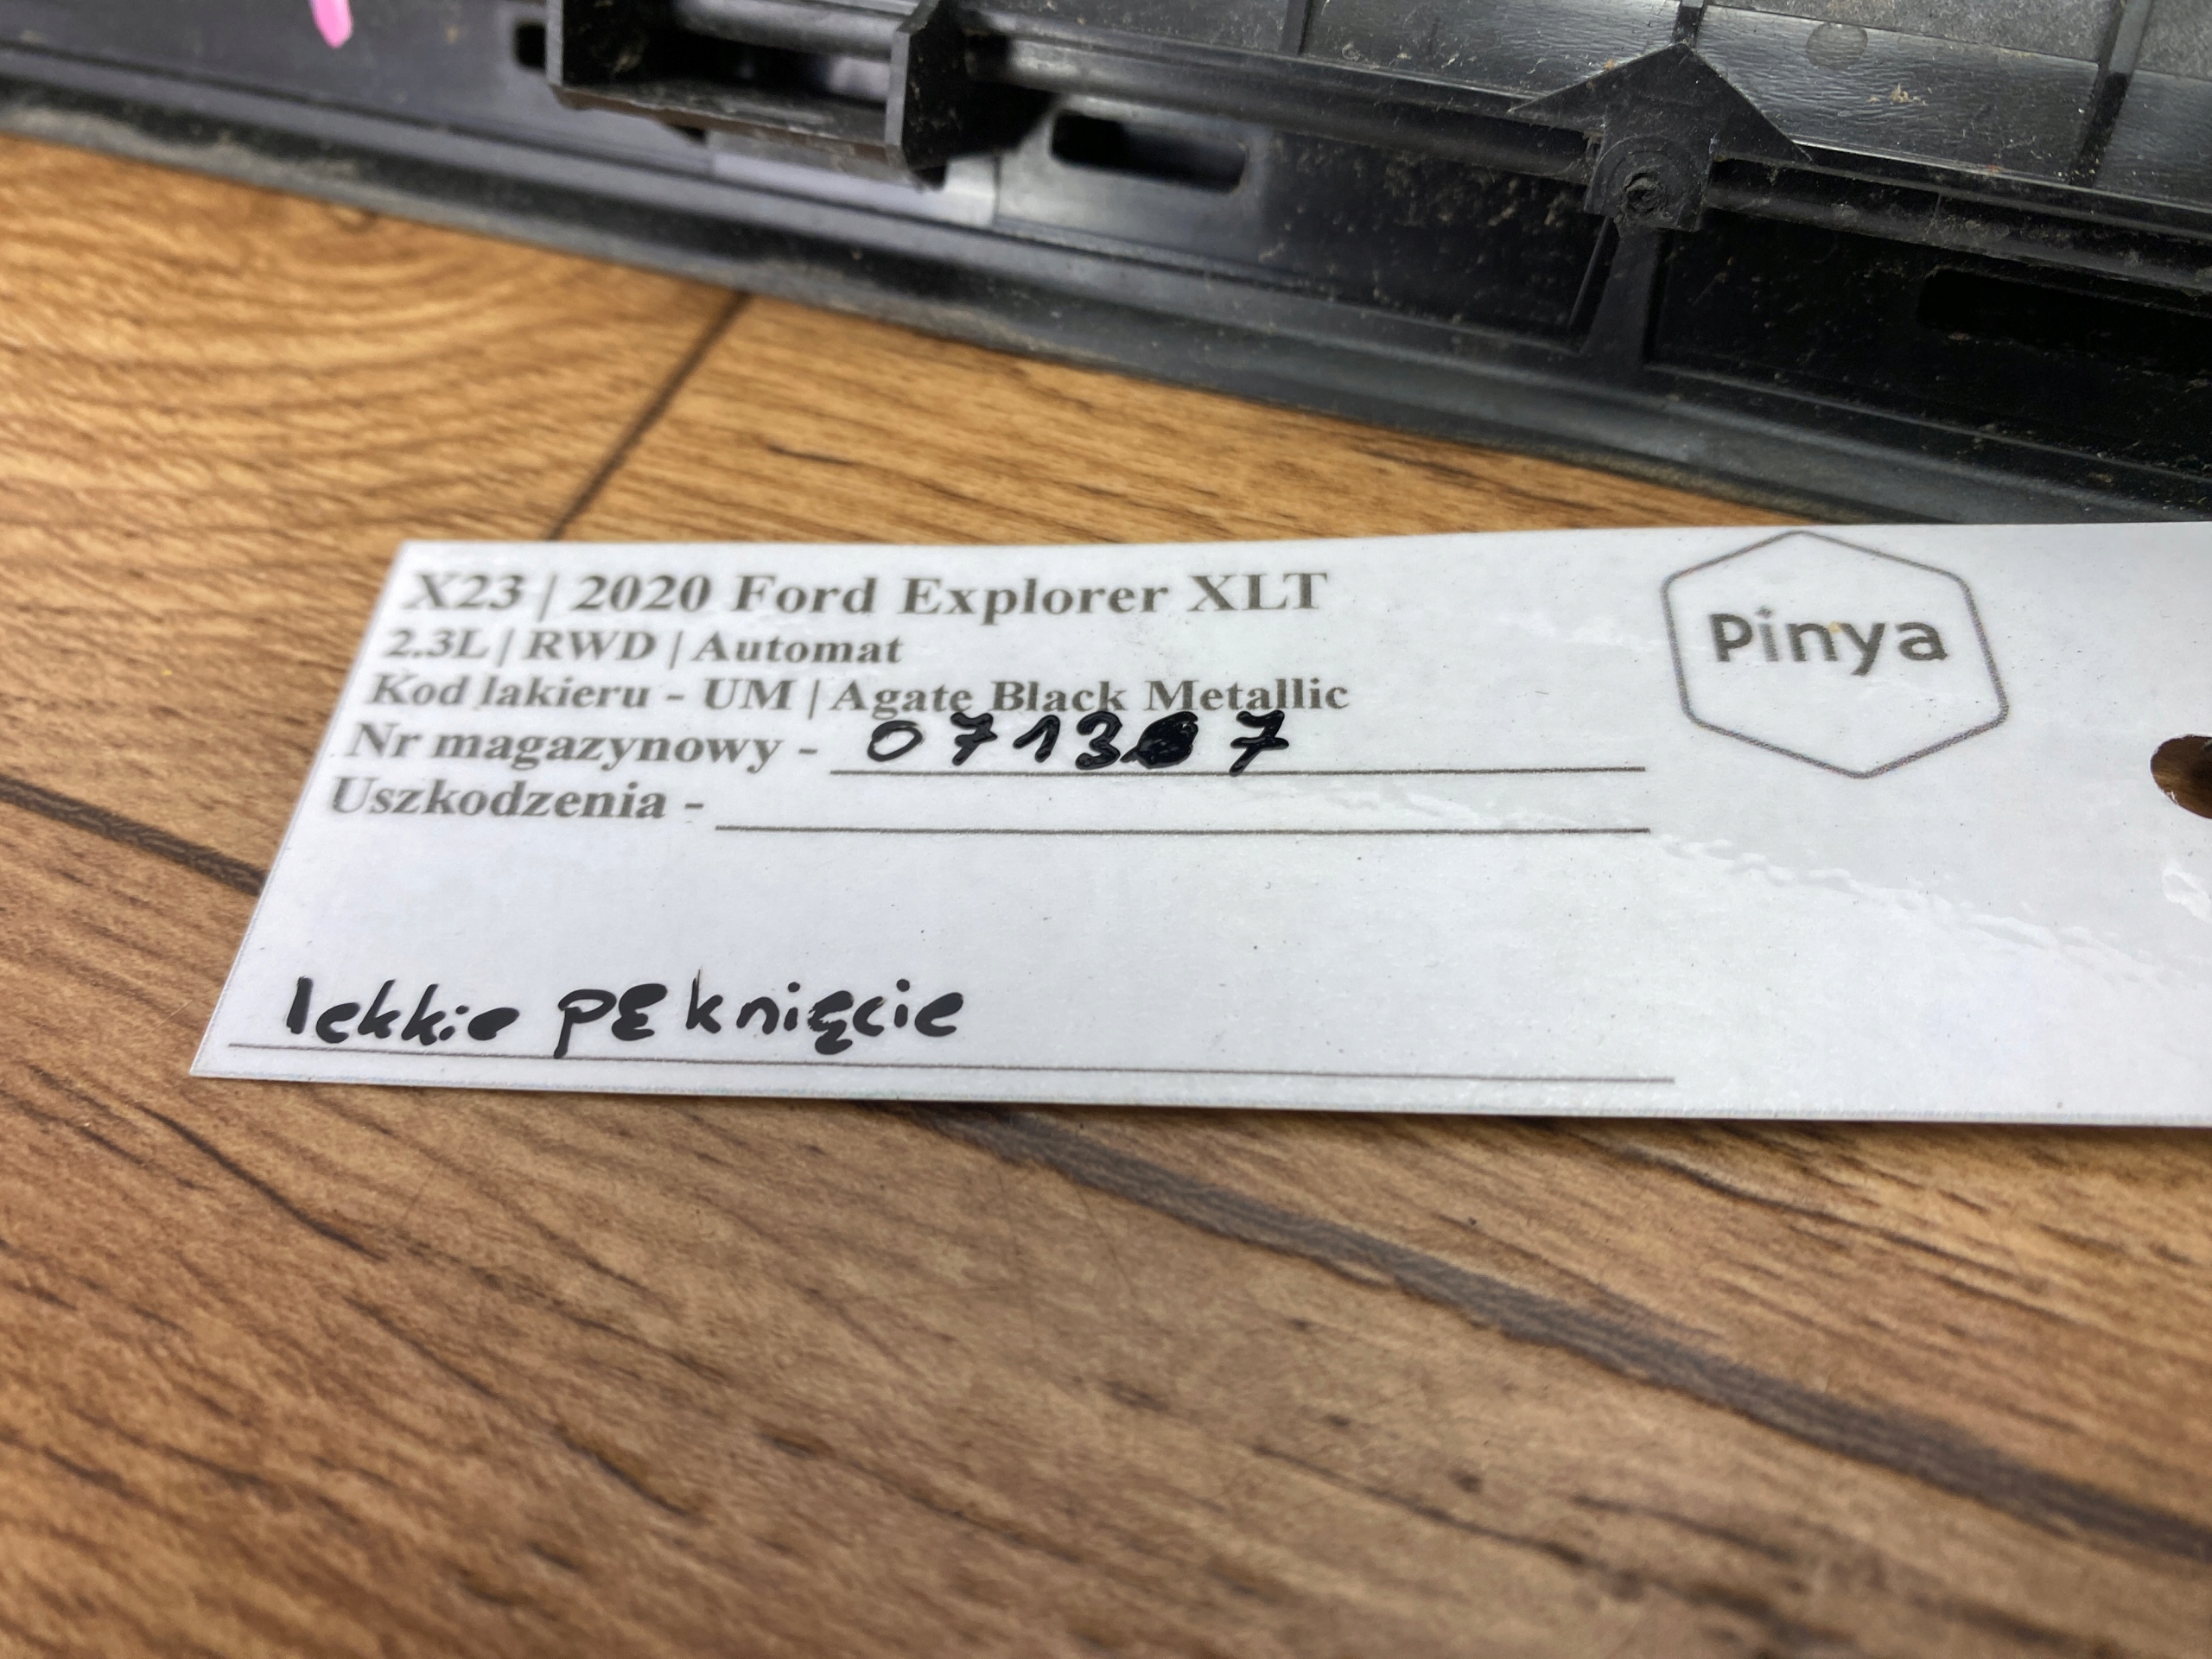 X23 | 2020 Ford Explorer XLT
2.3L | RWD | Automat
Kod lakieru - UM | Agate Black Metallic
Nr magazynowy -
Uszkodzenia -
lekkie pęknięcie
Pinya